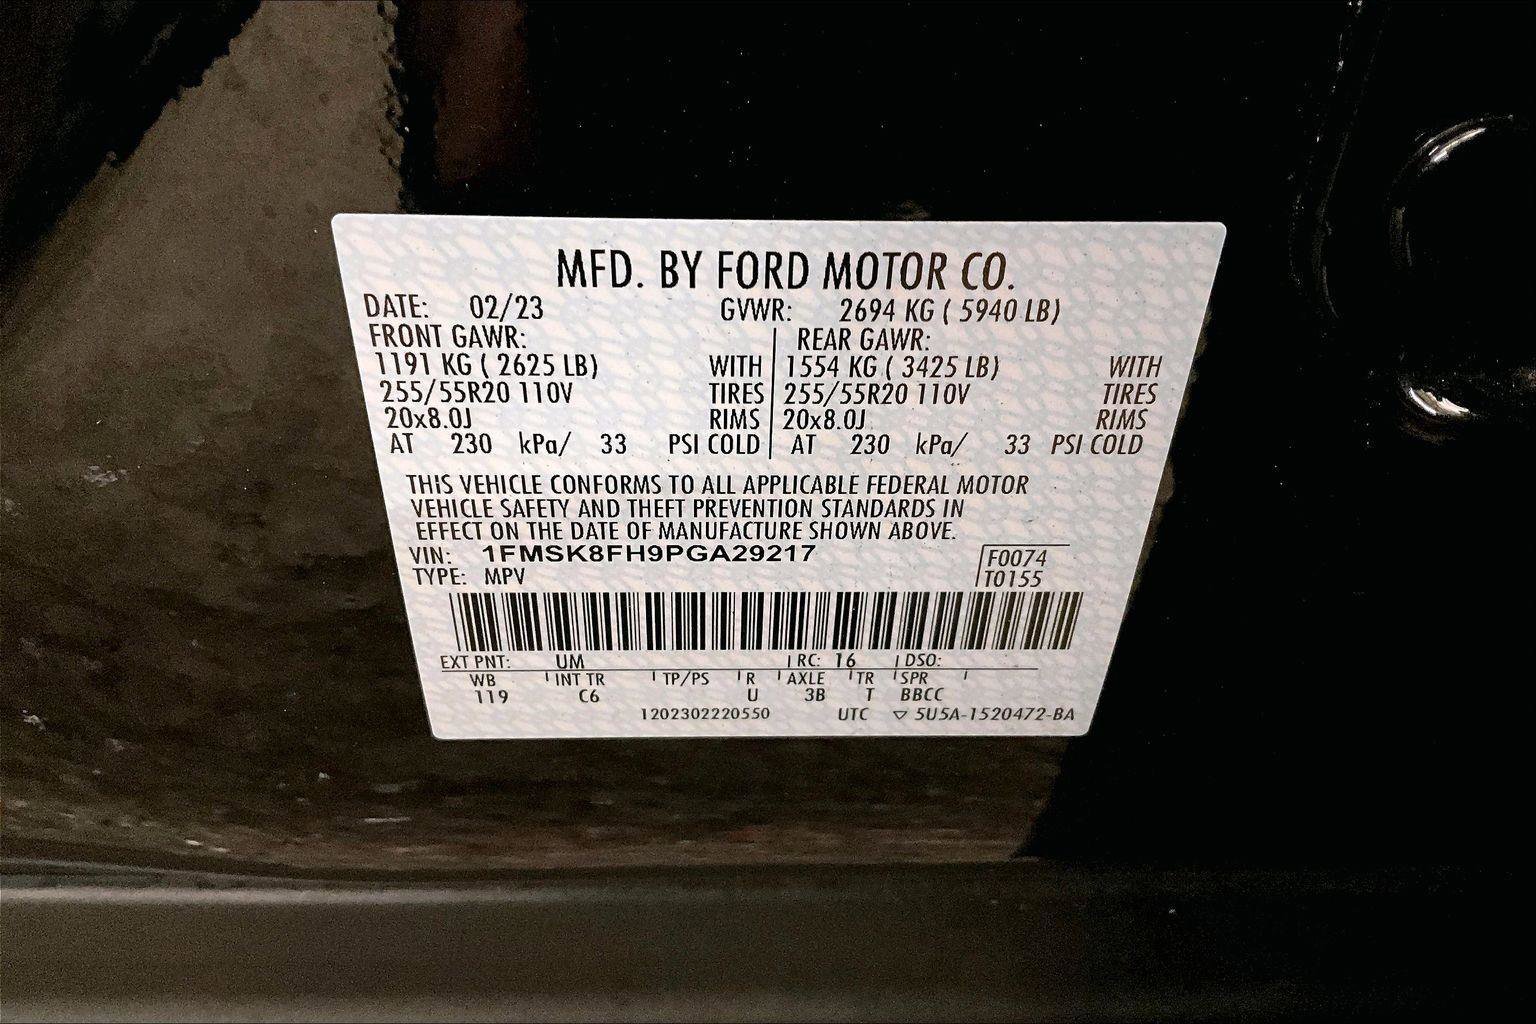 MFD. BY FORD MOTOR CO.
DATE: 02/23 GVWR: 2694 KG ( 5940 LB)
FRONT GAWR: REAR GAWR:
1191 KG ( 2625 LB) WITH 1554 KG ( 3425 LB) WITH
255/55R20 110V TIRES 255/55R20 110V TIRES
20x8.0J RIMS 20x8.0J RIMS
AT 230 kPa/ 33 PSI COLD AT 230 kPa/ 33 PSI COLD
THIS VEHICLE CONFORMS TO ALL APPLICABLE FEDERAL MOTOR
VEHICLE SAFETY AND THEFT PREVENTION STANDARDS IN
EFFECT ON THE DATE OF MANUFACTURE SHOWN ABOVE.
VIN: 1FMSK8FH9PGA29217 F0074
TYPE: MPV T0155
EXT PNT: UM RC: 16 DSO:
WB INT TR TP/PS R AXLE TR SPR
119 C6 U 3B T BBCC
1202302220550 UTC ▽ 5U5A-1520472-BA